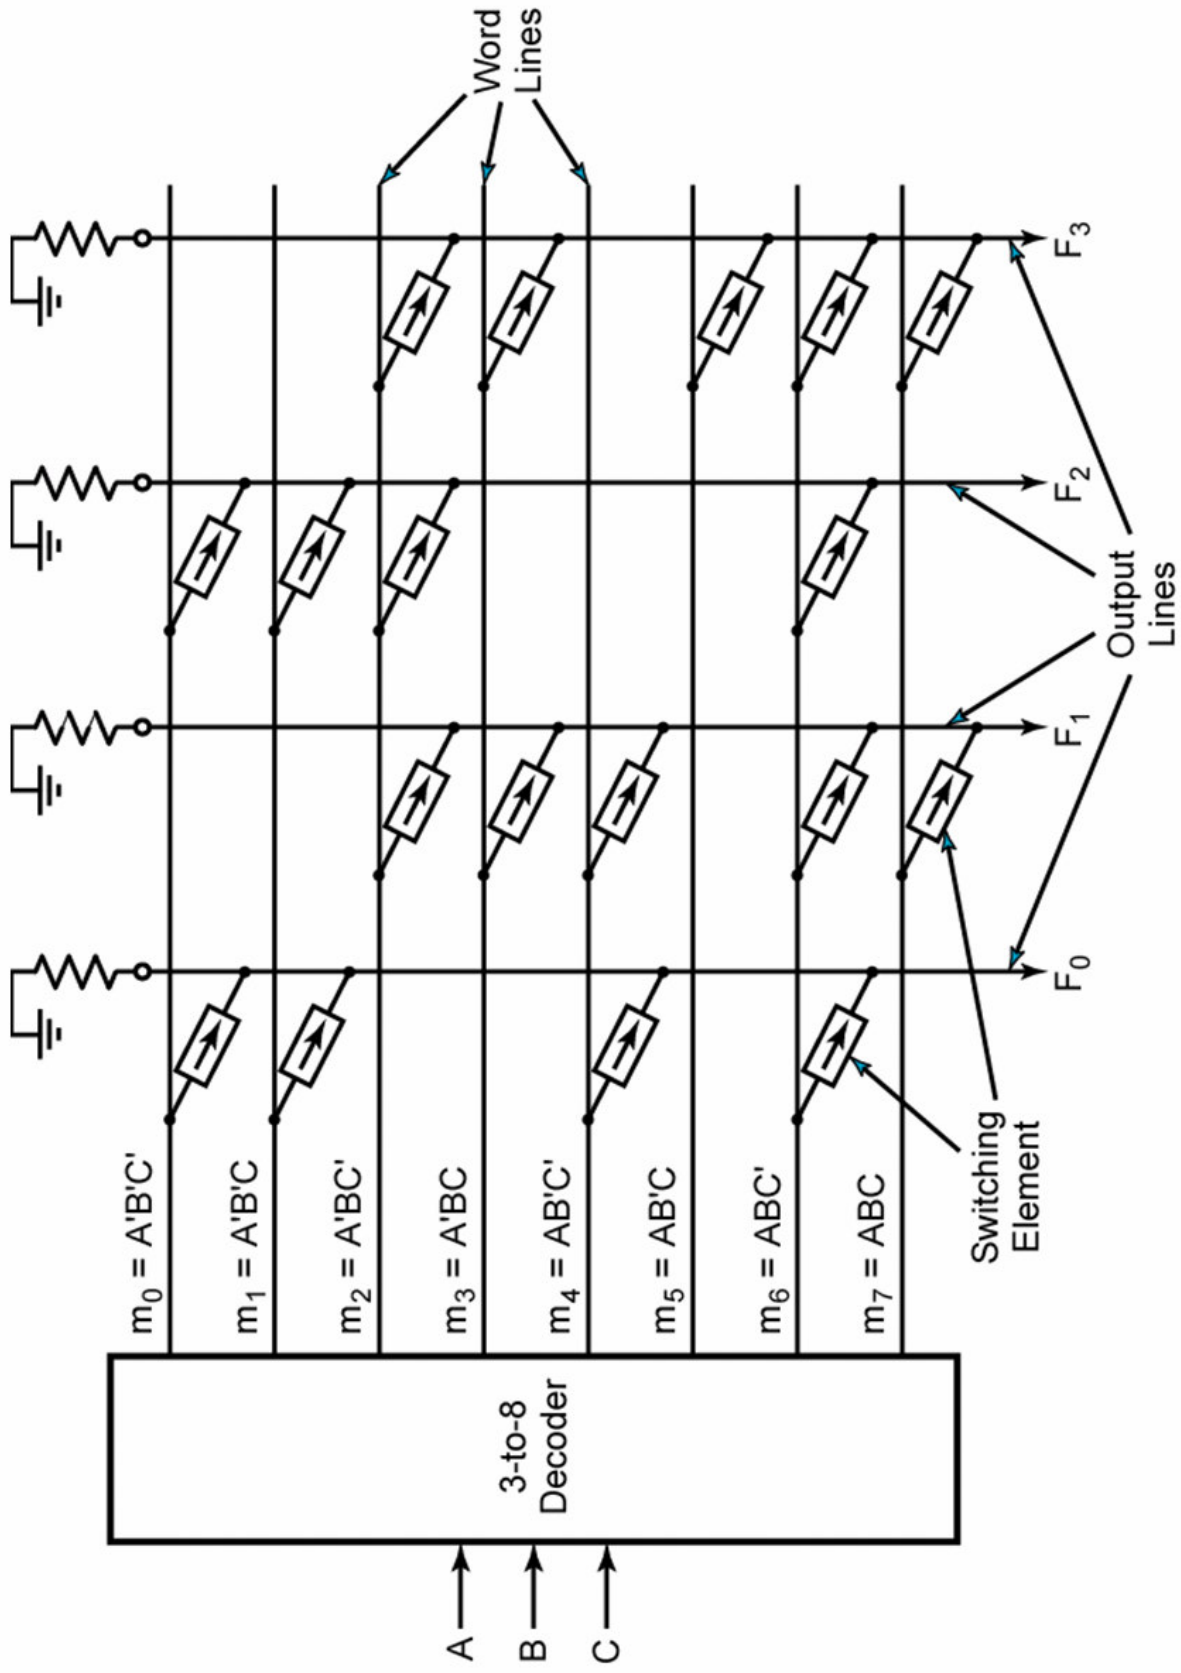 Word
Lines
m0 = A'B'C'
m1 = A'B'C
m2 = A'BC'
m3 = A'BC
m4 = AB'C'
m5 = AB'C
m6 = ABC'
m7 = ABC
3-to-8
Decoder
A
B
C
Switching
Element
F0
F1
F2
F3
Output
Lines